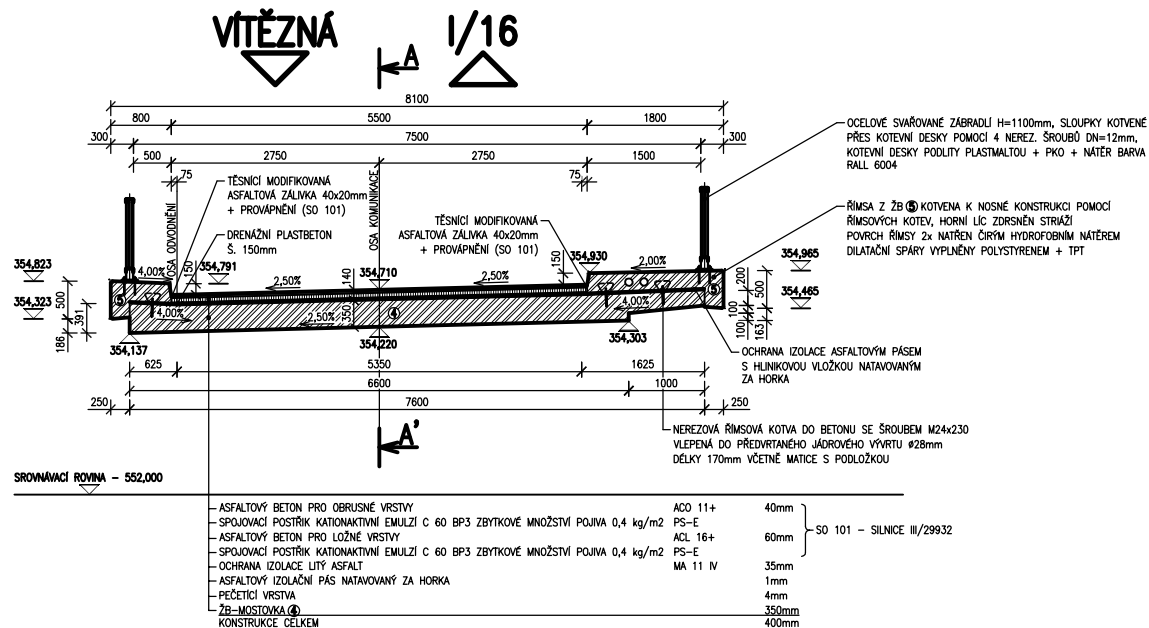 VÍTĚZNÁ
I/16
A
8100
800 5500 1800
300 7500 300
500 2750 2750 1500
75 75
OCELOVÉ SVAŘOVANÉ ZÁBRADLÍ H=1100mm, SLOUPKY KOTVENÉ
PŘES KOTEVNÍ DESKY POMOCÍ 4 NEREZ. ŠROUBŮ DN=12mm,
KOTEVNÍ DESKY PODLITY PLASTMALTOU + PKO + NÁTĚR BARVA
RALL 6004
TĚSNÍCÍ MODIFIKOVANÁ
ASFALTOVÁ ZÁLIVKA 40x20mm
+ PROVÁPNĚNÍ (SO 101)
DRENÁŽNÍ PLASTBETON
Š. 150mm
OSA ODVODNĚNÍ
OSA KOMUNIKACE
TĚSNÍCÍ MODIFIKOVANÁ
ASFALTOVÁ ZÁLIVKA 40x20mm
+ PROVÁPNĚNÍ (SO 101)
ŘÍMSA Z ŽB 5 KOTVENA K NOSNÉ KONSTRUKCI POMOCÍ
ŘÍMSOVÝCH KOTEV, HORNÍ LÍC ZDRSNĚN STRIÁŽÍ
POVRCH ŘÍMSY 2x NATŘEN ČIRÝM HYDROFOBNÍM NÁTĚREM
DILATAČNÍ SPÁRY VYPLNĚNY POLYSTYRENEM + TPT
354,823
354,323
4,00%
150
354,791
2,50%
140
354,710
2,50%
150
354,930
2,00%
354,965
354,465
500
391
186
5
4,00%
2,50%
350
4
4,00%
5
200
500
100
100
163
354,137
354,220
354,303
OCHRANA IZOLACE ASFALTOVÝM PÁSEM
S HLINIKOVOU VLOŽKOU NATAVOVANÝM
ZA HORKA
625 5350 1625
6600 1000
250 7600 250
A'
NEREZOVÁ ŘÍMSOVÁ KOTVA DO BETONU SE ŠROUBEM M24x230
VLEPENÁ DO PŘEDVRTANÉHO JÁDROVÉHO VÝVRTU ø28mm
DÉLKY 170mm VČETNĚ MATICE S PODLOŽKOU
SROVNÁVACÍ ROVINA - 552,000
ASFALTOVÝ BETON PRO OBRUSNÉ VRSTVY ACO 11+ 40mm
SPOJOVACÍ POSTŘIK KATIONAKTIVNÍ EMULZÍ C 60 BP3 ZBYTKOVÉ MNOŽSTVÍ POJIVA 0,4 kg/m2 PS-E
ASFALTOVÝ BETON PRO LOŽNÉ VRSTVY ACL 16+ 60mm
SPOJOVACÍ POSTŘIK KATIONAKTIVNÍ EMULZÍ C 60 BP3 ZBYTKOVÉ MNOŽSTVÍ POJIVA 0,4 kg/m2 PS-E
SO 101 - SILNICE III/29932
OCHRANA IZOLACE LITÝ ASFALT MA 11 IV 35mm
ASFALTOVÝ IZOLAČNÍ PÁS NATAVOVANÝ ZA HORKA 1mm
PEČETÍCÍ VRSTVA 4mm
ŽB-MOSTOVKA 4 350mm
KONSTRUKCE CELKEM 400mm